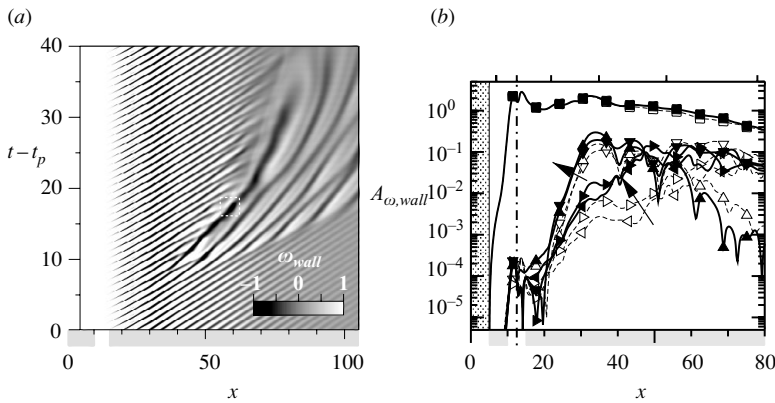 (a)
(b)
40
30
20
10
0
t – t_p
ω_wall
–1 0 1
0 50 100
x
A_ω,wall
10^0
10^-1
10^-2
10^-3
10^-4
10^-5
0 20 40 60 80
x